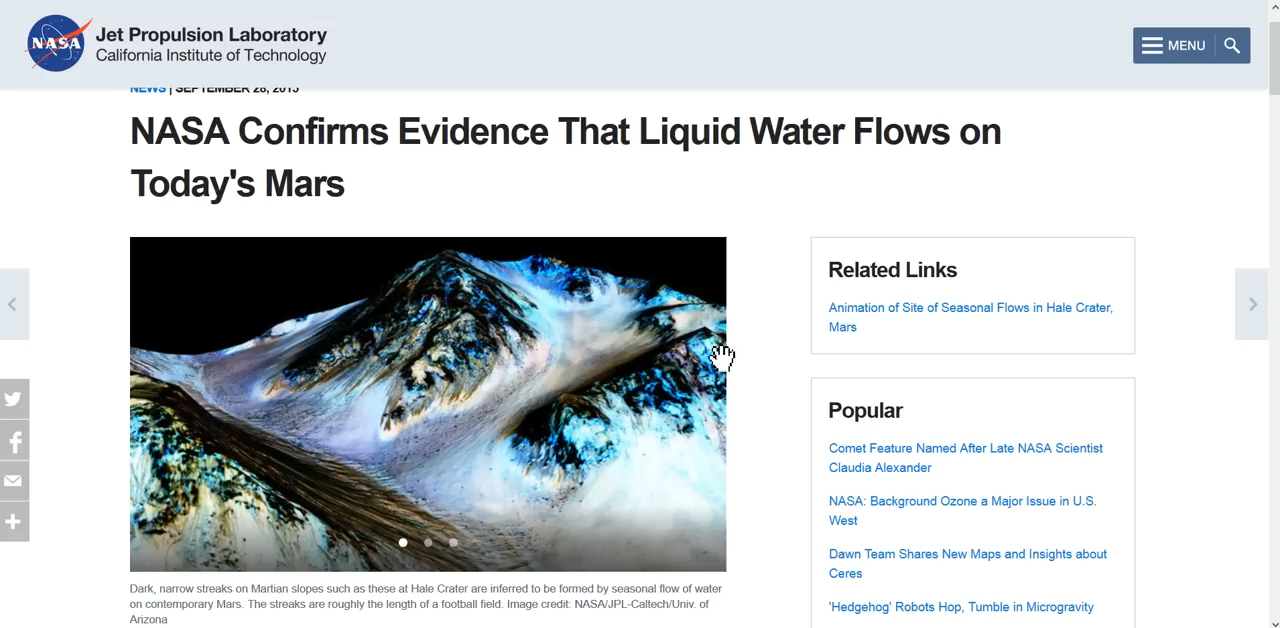 NASA
Jet Propulsion Laboratory
California Institute of Technology
MENU
NEWS | SEPTEMBER 28, 2015
NASA Confirms Evidence That Liquid Water Flows on
Today's Mars
Dark, narrow streaks on Martian slopes such as these at Hale Crater are inferred to be formed by seasonal flow of water
on contemporary Mars. The streaks are roughly the length of a football field. Image credit: NASA/JPL-Caltech/Univ. of
Arizona
Related Links
Animation of Site of Seasonal Flows in Hale Crater,
Mars
Popular
Comet Feature Named After Late NASA Scientist
Claudia Alexander
NASA: Background Ozone a Major Issue in U.S.
West
Dawn Team Shares New Maps and Insights about
Ceres
'Hedgehog' Robots Hop, Tumble in Microgravity